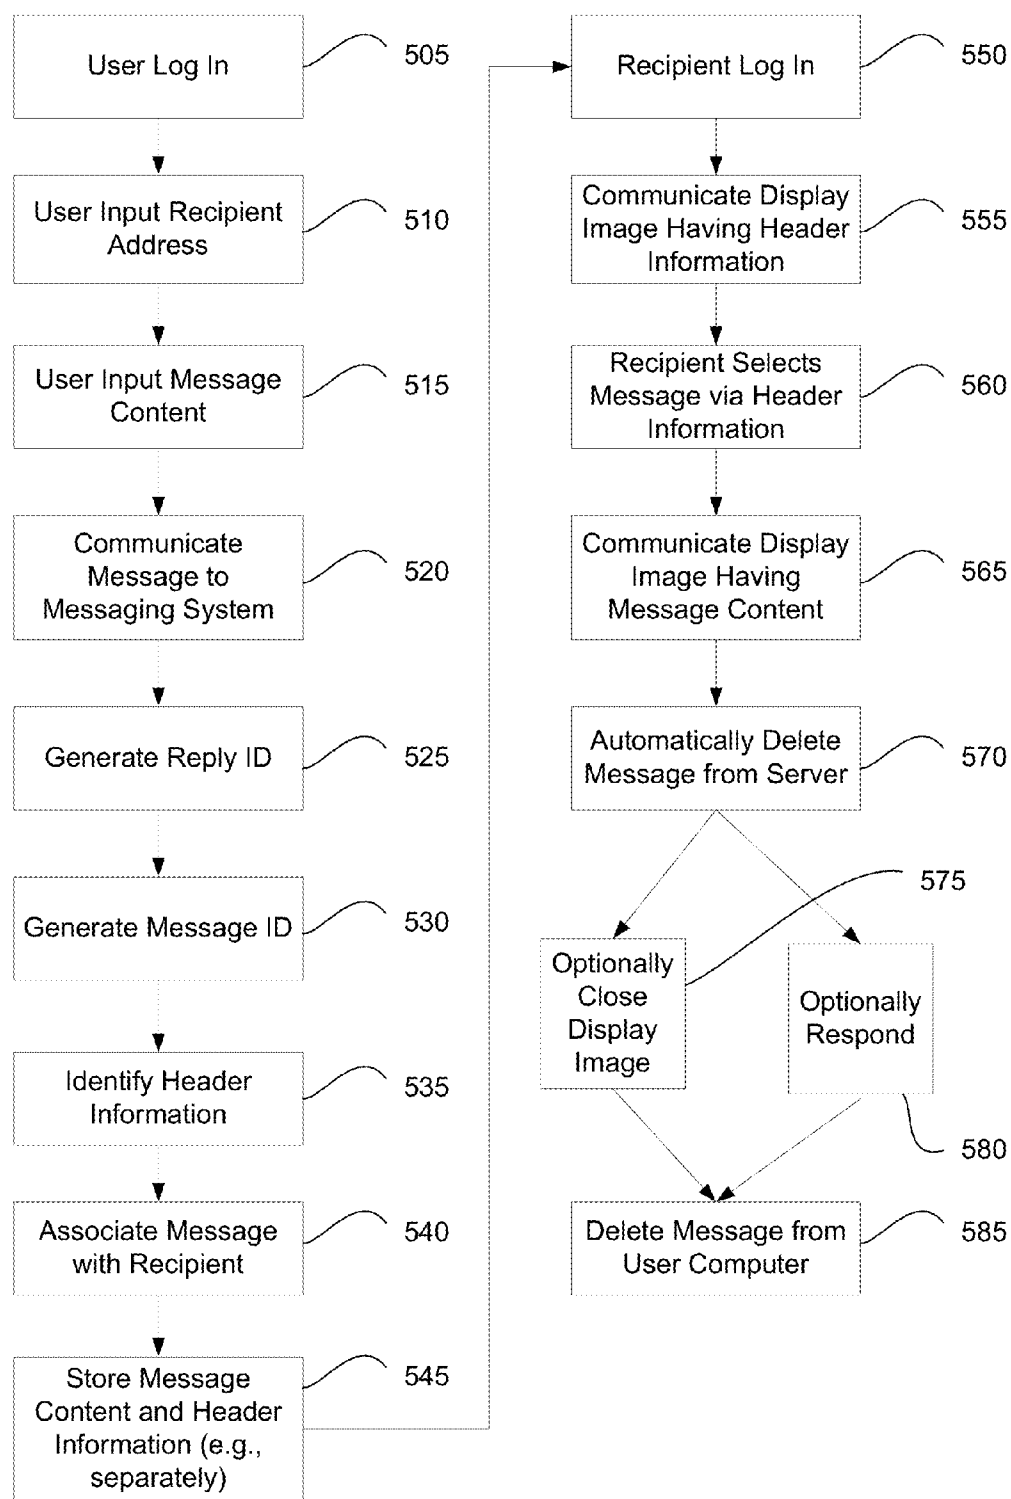 User Log In
505
User Input Recipient
Address
510
User Input Message
Content
515
Communicate
Message to
Messaging System
520
Generate Reply ID
525
Generate Message ID
530
Identify Header
Information
535
Associate Message
with Recipient
540
Store Message
Content and Header
Information (e.g.,
separately)
545
Recipient Log In
550
Communicate Display
Image Having Header
Information
555
Recipient Selects
Message via Header
Information
560
Communicate Display
Image Having
Message Content
565
Automatically Delete
Message from Server
570
Optionally
Close
Display
Image
575
Optionally
Respond
580
Delete Message from
User Computer
585